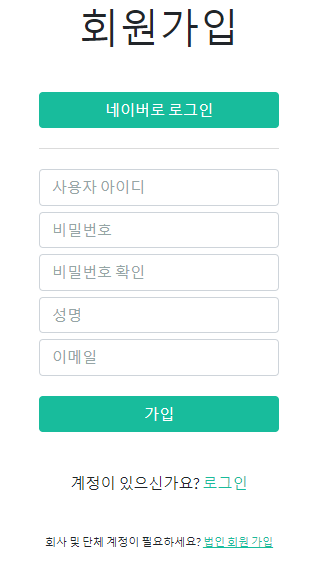 회원가입
네이버로 로그인
사용자 아이디
비밀번호
비밀번호 확인
성명
이메일
가입
계정이 있으신가요? 로그인
회사 및 단체 계정이 필요하세요? 법인 회원 가입